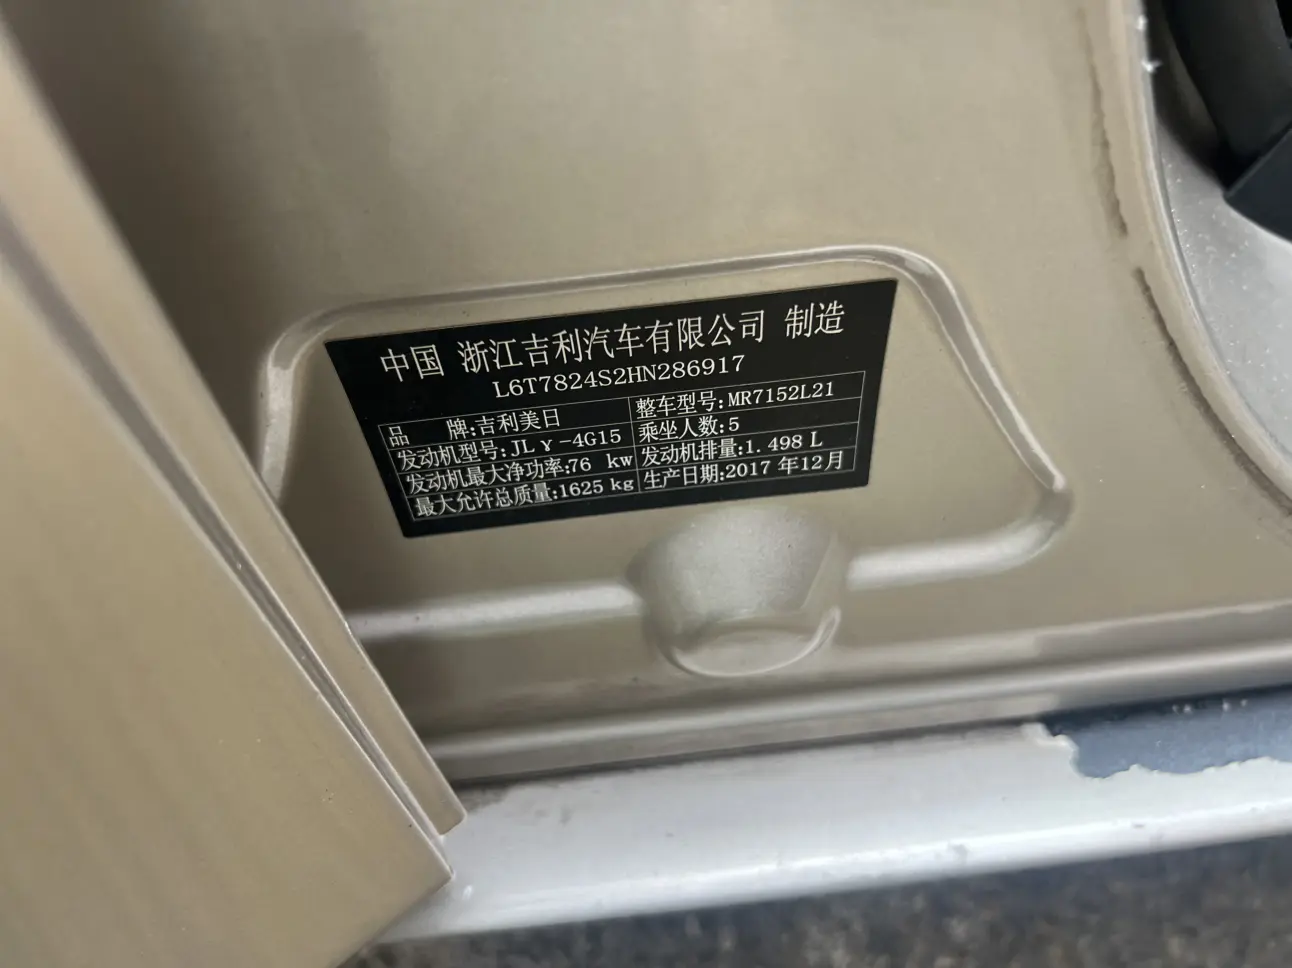 中国 浙江吉利汽车有限公司 制造
L6T7824S2HN286917
品 牌:吉利美日 整车型号:MR7152L21
发动机型号:JLγ-4G15 乘坐人数:5
发动机最大净功率:76 kw 发动机排量:1.498 L
最大允许总质量:1625 kg 生产日期:2017 年12月